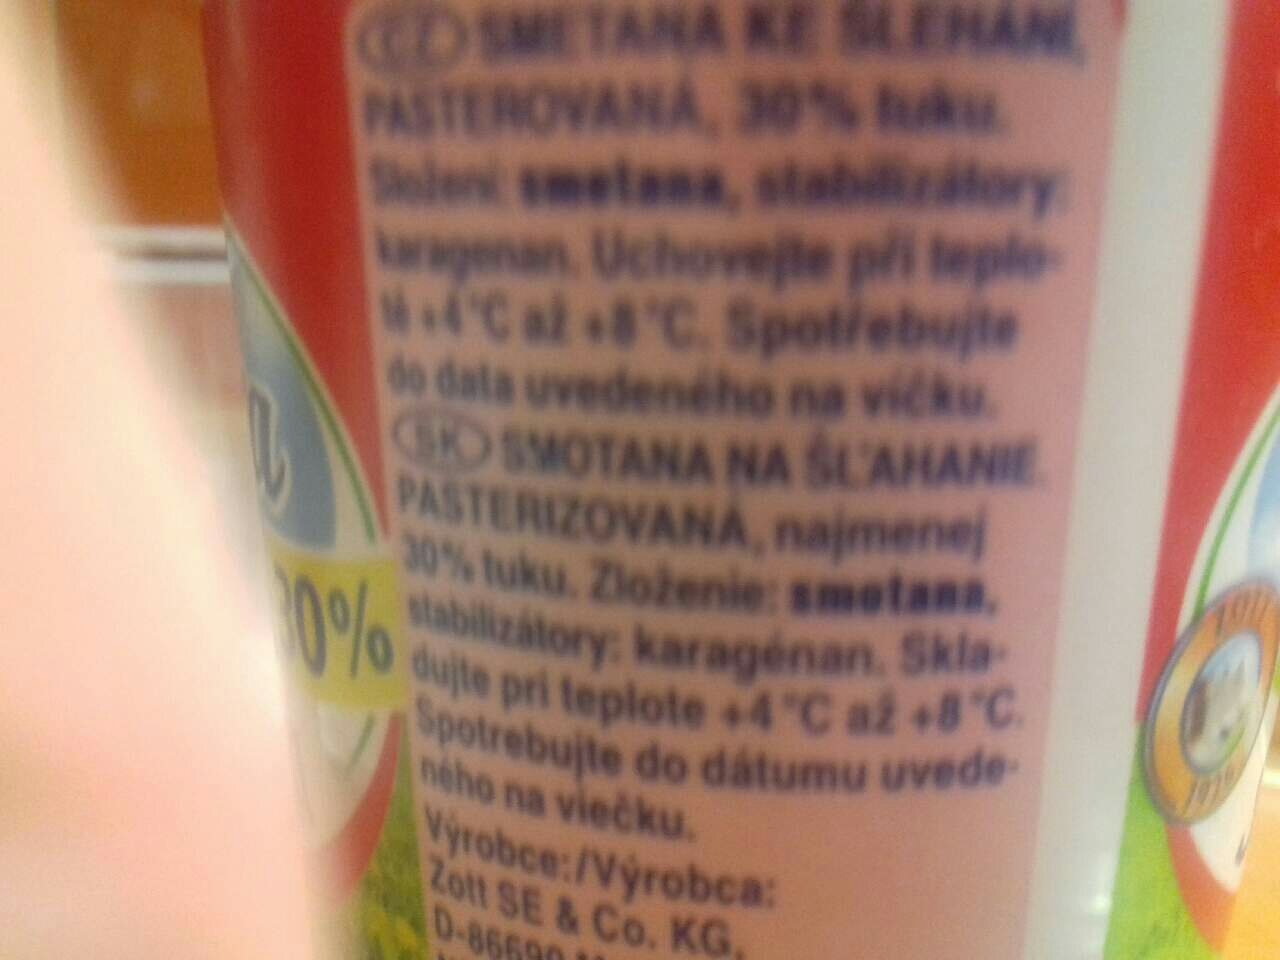 CZ SMETANA KE ŠLEHÁNÍ,
PASTEROVANÁ, 30% tuku.
Složení: smetana, stabilizátory:
karagenan. Uchovejte při teplo-
tě +4°C až +8°C. Spotřebujte
do data uvedeného na víčku.
SK SMOTANA NA ŠĽAHANIE
PASTERIZOVANÁ, najmenej
30% tuku. Zloženie: smotana,
stabilizátory: karagénan. Skla-
dujte pri teplote +4°C až +8°C.
Spotrebujte do dátumu uvede-
ného na viečku.
Výrobce:/Výrobca:
Zott SE & Co. KG,
D-86690
a
30%